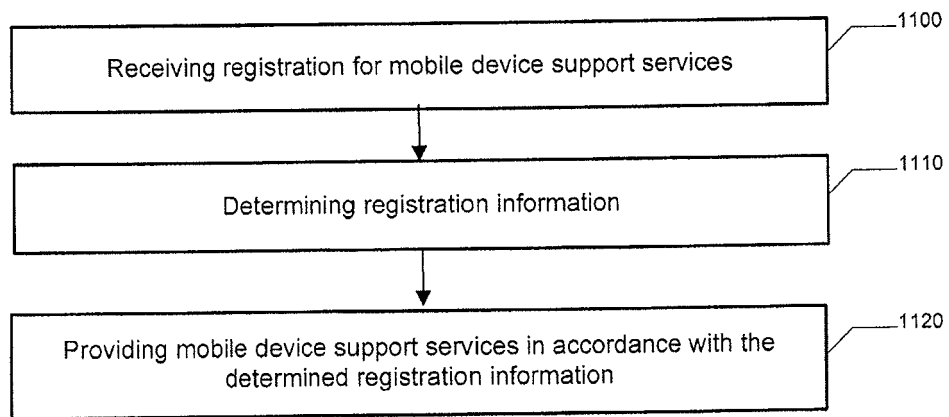 1100
Receiving registration for mobile device support services
1110
Determining registration information
1120
Providing mobile device support services in accordance with the
determined registration information